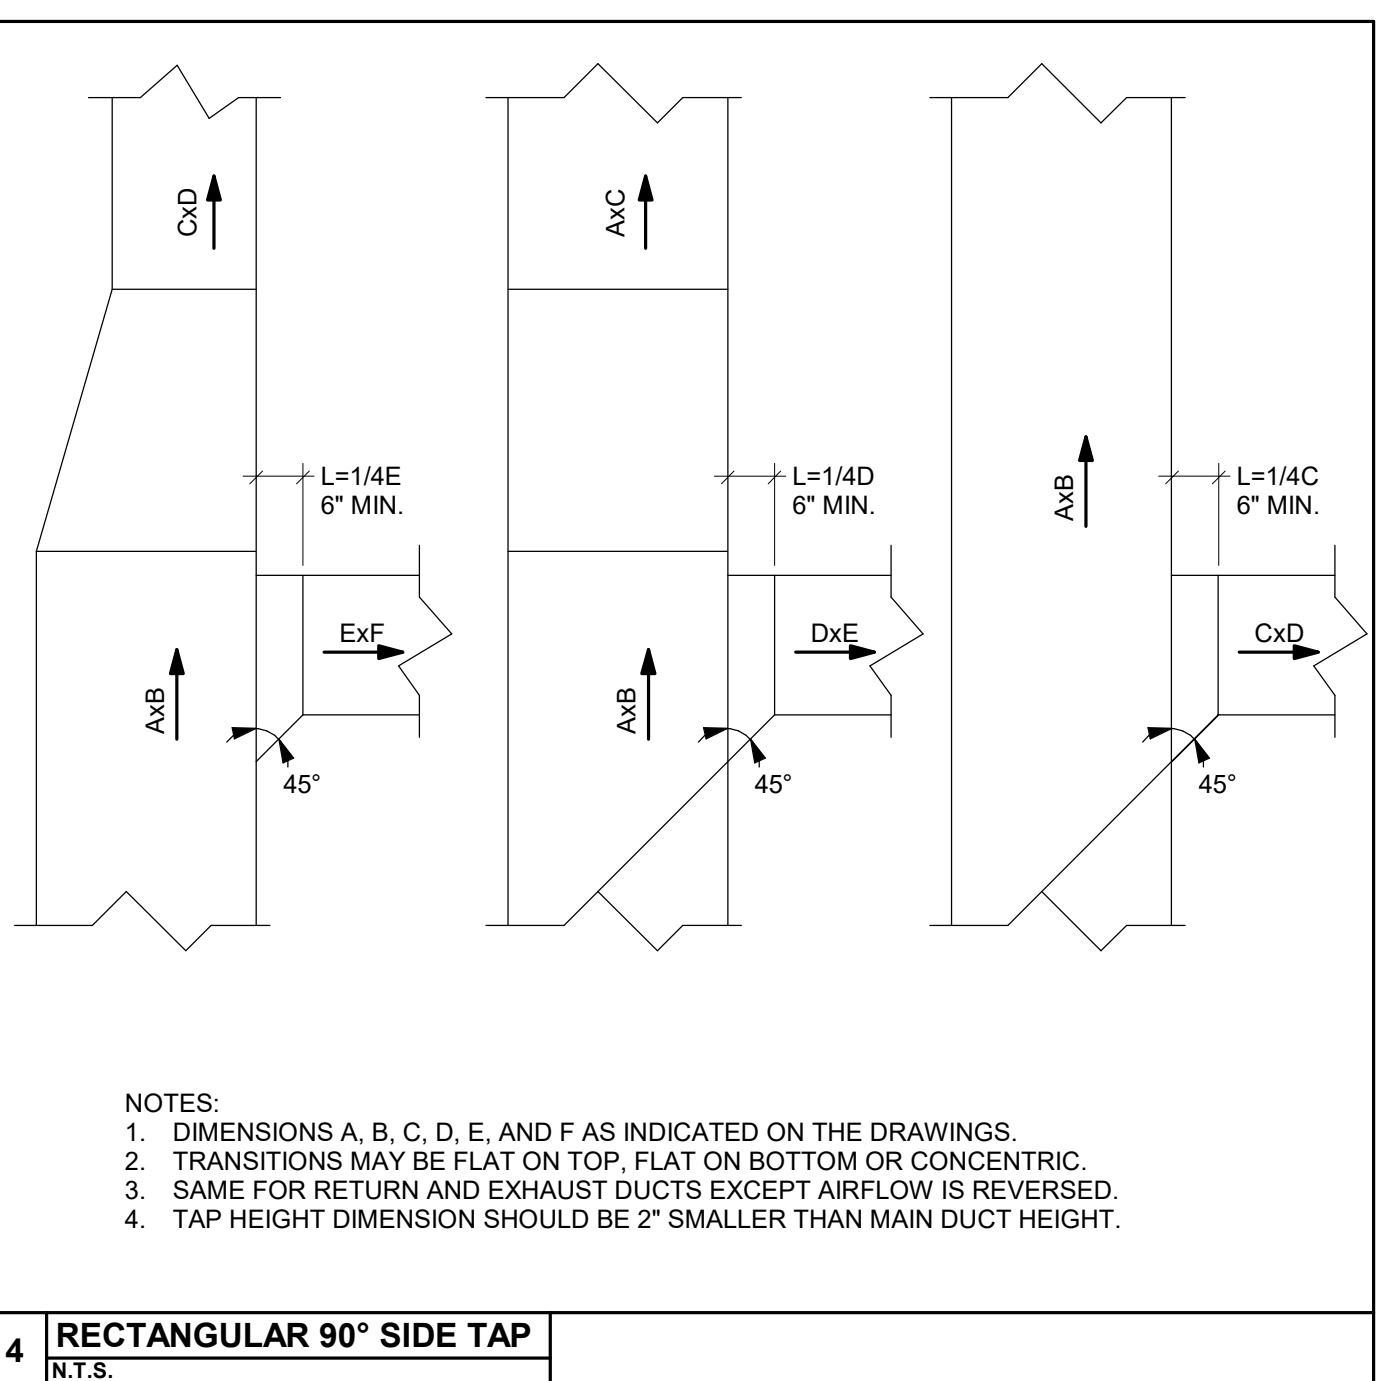 CxD
AxC
L=1/4E
6" MIN.
L=1/4D
6" MIN.
AxB
L=1/4C
6" MIN.
ExF
DxE
CxD
AxB
AxB
45°
45°
45°
NOTES:
1. DIMENSIONS A, B, C, D, E, AND F AS INDICATED ON THE DRAWINGS.
2. TRANSITIONS MAY BE FLAT ON TOP, FLAT ON BOTTOM OR CONCENTRIC.
3. SAME FOR RETURN AND EXHAUST DUCTS EXCEPT AIRFLOW IS REVERSED.
4. TAP HEIGHT DIMENSION SHOULD BE 2" SMALLER THAN MAIN DUCT HEIGHT.
4
RECTANGULAR 90° SIDE TAP
N.T.S.